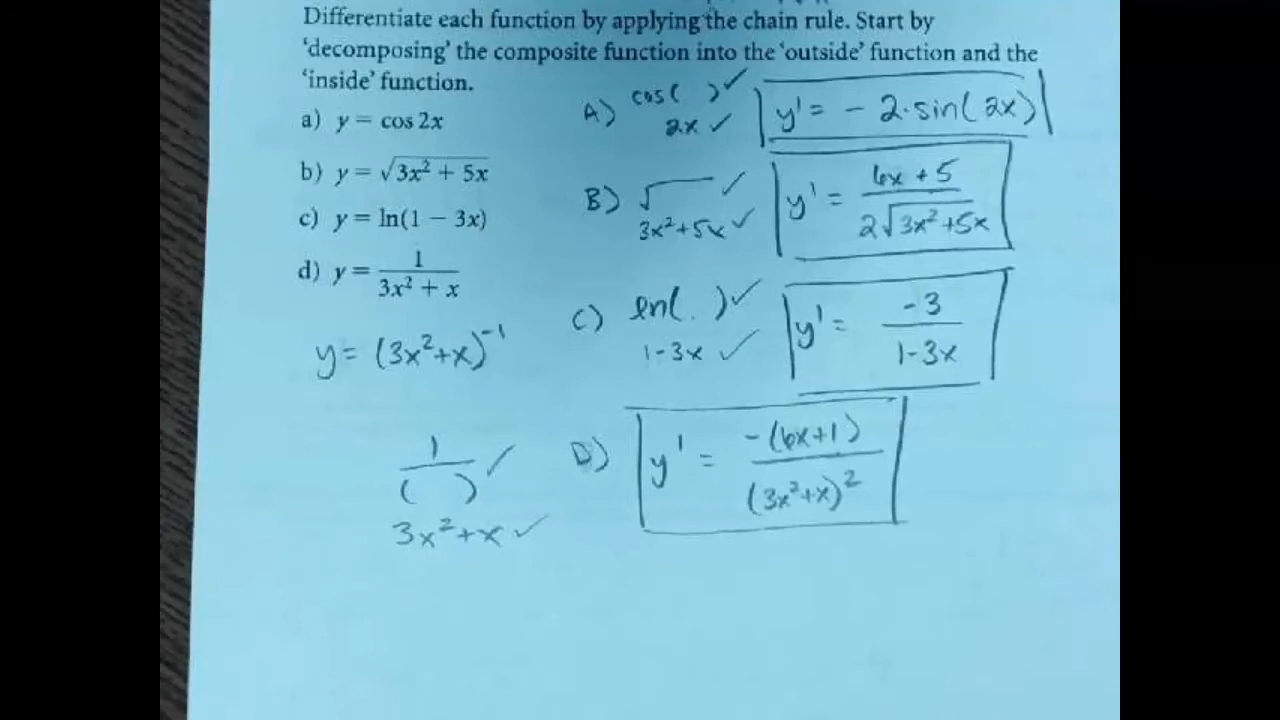 Differentiate each function by applying the chain rule. Start by
'decomposing' the composite function into the 'outside' function and the
'inside' function.
a) y = cos 2x
b) y = √(3x² + 5x)
c) y = ln(1 − 3x)
d) y = 1/(3x² + x)
y = (3x²+x)⁻¹
1/( ) ✓
3x²+x ✓
A) cos( ) ✓
2x ✓
y' = - 2·sin(2x)
B) √ ✓
3x²+5x ✓
y' = (6x+5)/(2√(3x²+5x))
C) ln( ) ✓
1-3x ✓
y' = -3/(1-3x)
D) y' = -(6x+1)/(3x²+x)²